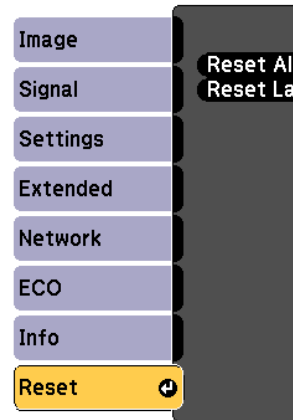 Image
Signal
Settings
Extended
Network
ECO
Info
Reset
Reset Al
Reset La